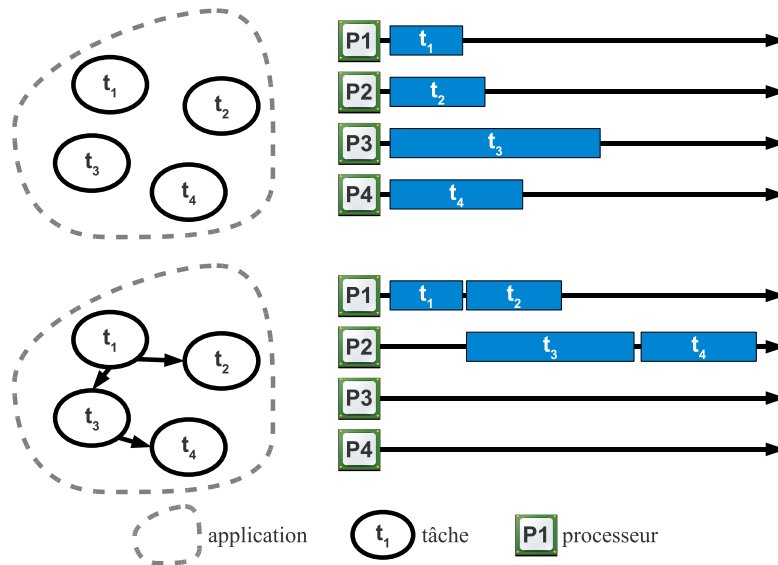 P1 t1
t1
t2
P2 t2
t3
P3 t3
t4
P4 t4
P1 t1 t2
t1
t2
P2 t3 t4
t3
P3
t4
P4
application t1 tâche P1 processeur